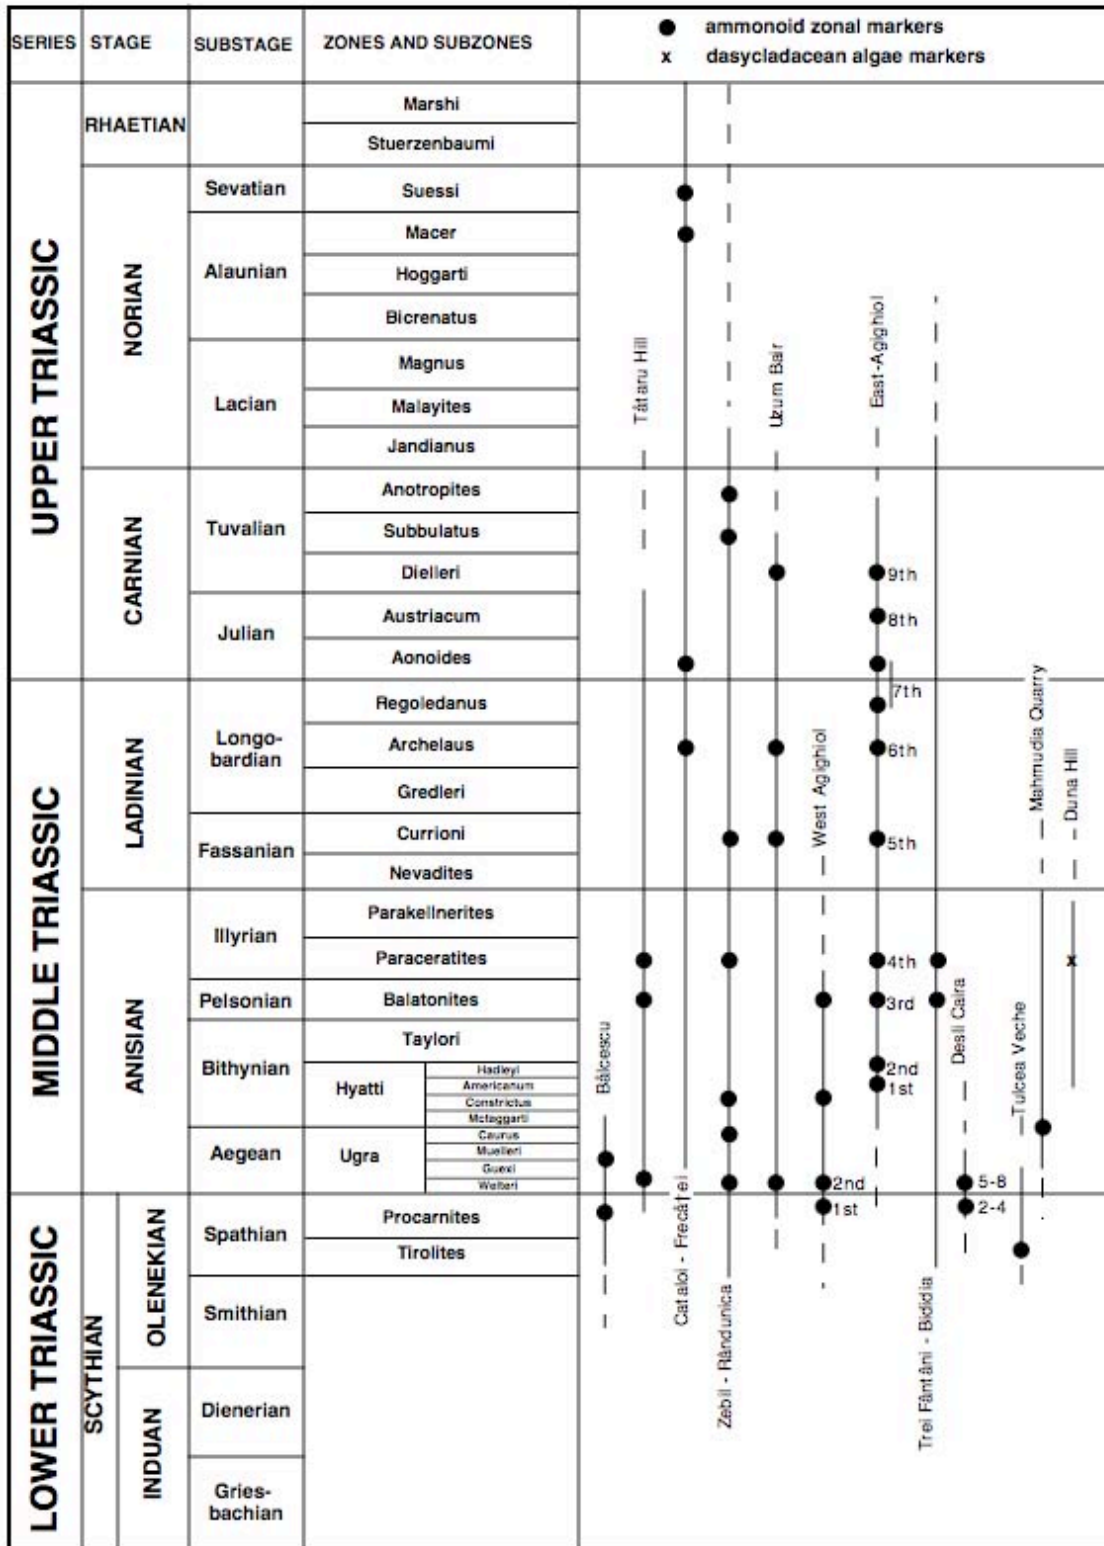 SERIES STAGE SUBSTAGE ZONES AND SUBZONES
● ammonoid zonal markers
x dasycladacean algae markers
UPPER TRIASSIC
RHAETIAN
Marshi
Stuerzenbaumi
NORIAN
Sevatian
Suessi
Alaunian
Macer
Hoggarti
Bicrenatus
Lacian
Magnus
Malayites
Jandianus
CARNIAN
Tuvalian
Anotropites
Subbulatus
Dielleri
Julian
Austriacum
Aonoides
MIDDLE TRIASSIC
LADINIAN
Longo-
bardian
Regoledanus
Archelaus
Gredleri
Fassanian
Currioni
Nevadites
ANISIAN
Illyrian
Parakellnerites
Paraceratites
Pelsonian
Balatonites
Bithynian
Taylori
Hyatti
Hadleyi
Americanum
Constrictus
Mctaggarti
Aegean
Ugra
Caurus
Muelleri
Guexi
Welteri
LOWER TRIASSIC
SCYTHIAN
OLENEKIAN
Spathian
Procarnites
Tirolites
Smithian
INDUAN
Dienerian
Gries-
bachian
Bălcescu
Tătaru Hill
Cataloi - Frecăţei
Zebil - Rândunica
Uzum Bair
West Agighiol
2nd
1st
East-Agighiol
9th
8th
7th
6th
5th
4th
3rd
2nd
1st
Trei Fântâni - Bididia
Desli Caira
5-8
2-4
Tulcea Veche
Mahmudia Quarry
Duna Hill
x